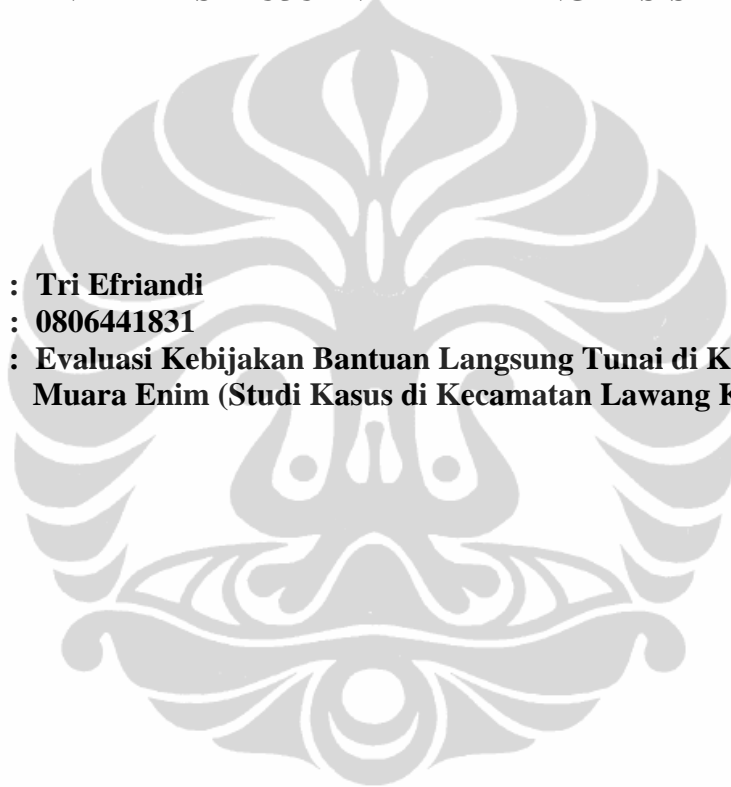 : Tri Efriandi
: 0806441831
: Evaluasi Kebijakan Bantuan Langsung Tunai di
Muara Enim (Studi Kasus di Kecamatan Lawang